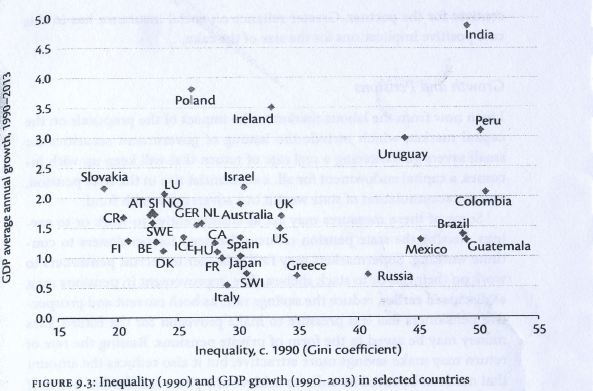 5.0
India
4.5
4.0
Poland
3.5
Ireland
Peru
3.0
Uruguay
2.5
Slovakia
LU
Israel
2.0
Colombia
AT SI NO
GER NL
Australia
UK
CR
1.5
SWE
CA
US
Brazil
FI
BE
ICE
HU
Spain
Mexico
Guatemala
1.0
DK
FR
Japan
Greece
Russia
0.5
SWI
Italy
0.0
15 20 25 30 35 40 45 50 55
GDP average annual growth, 1990–2013
Inequality, c. 1990 (Gini coefficient)
FIGURE 9.3: Inequality (1990) and GDP growth (1990–2013) in selected countries